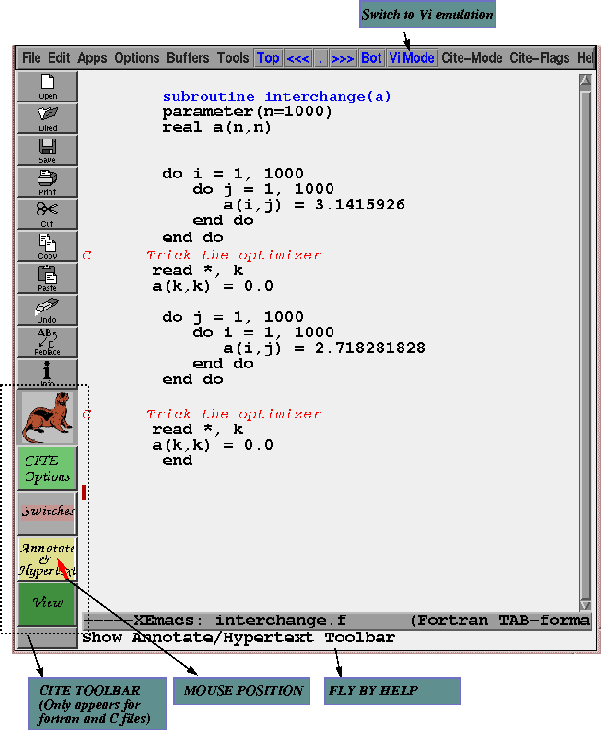 Switch to Vi emulation
File Edit Apps Options Buffers Tools Top <<< . >>> Bot Vi Mode Cite-Mode Cite-Flags Hel
Open
Dired
Save
Print
Cut
Copy
Paste
Undo
Replace
Info
CITE
Options
Switches
Annotate
&
Hypertext
View
subroutine interchange(a)
parameter(n=1000)
real a(n,n)
do i = 1, 1000
do j = 1, 1000
a(i,j) = 3.1415926
end do
end do
C Trick the optimizer
read *, k
a(k,k) = 0.0
do j = 1, 1000
do i = 1, 1000
a(i,j) = 2.718281828
end do
end do
C Trick the optimizer
read *, k
a(k,k) = 0.0
end
-----XEmacs: interchange.f (Fortran TAB-forma
Show Annotate/Hypertext Toolbar
CITE TOOLBAR
(Only appears for
fortran and C files)
MOUSE POSITION
FLY BY HELP